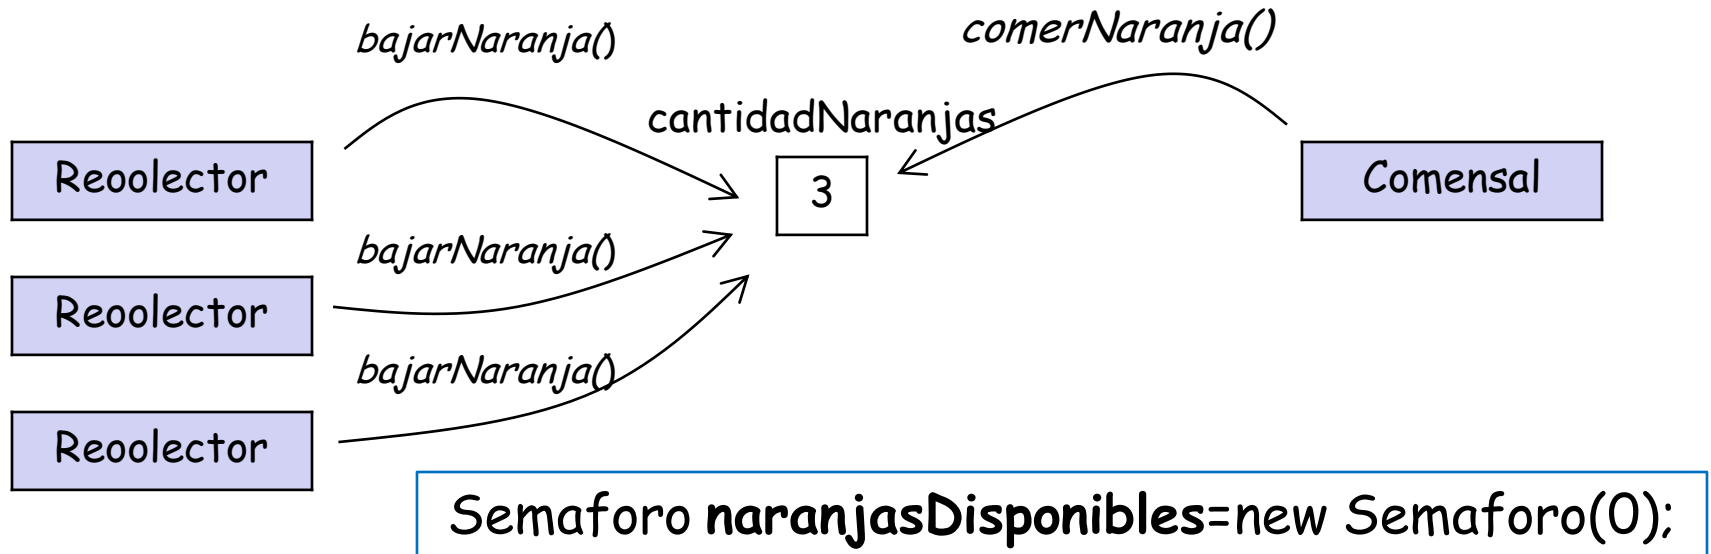 bajarNaranja()
comerNaranja()
cantidadNaranjas
Reoolector
3
Comensal
bajarNaranja()
Reoolector
bajarNaranja()
Reoolector
Semaforo naranjasDisponibles=new Semaforo(0);